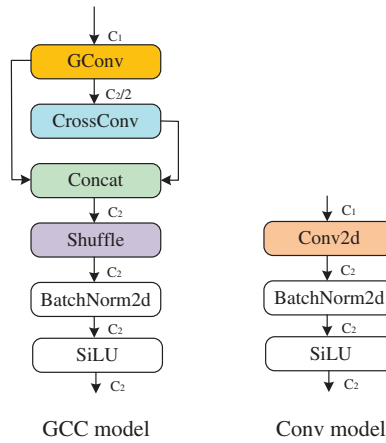 C₁
GConv
C₂/2
CrossConv
Concat
C₂
Shuffle
C₂
BatchNorm2d
C₂
SiLU
C₂
GCC model
C₁
Conv2d
C₂
BatchNorm2d
C₂
SiLU
C₂
Conv model